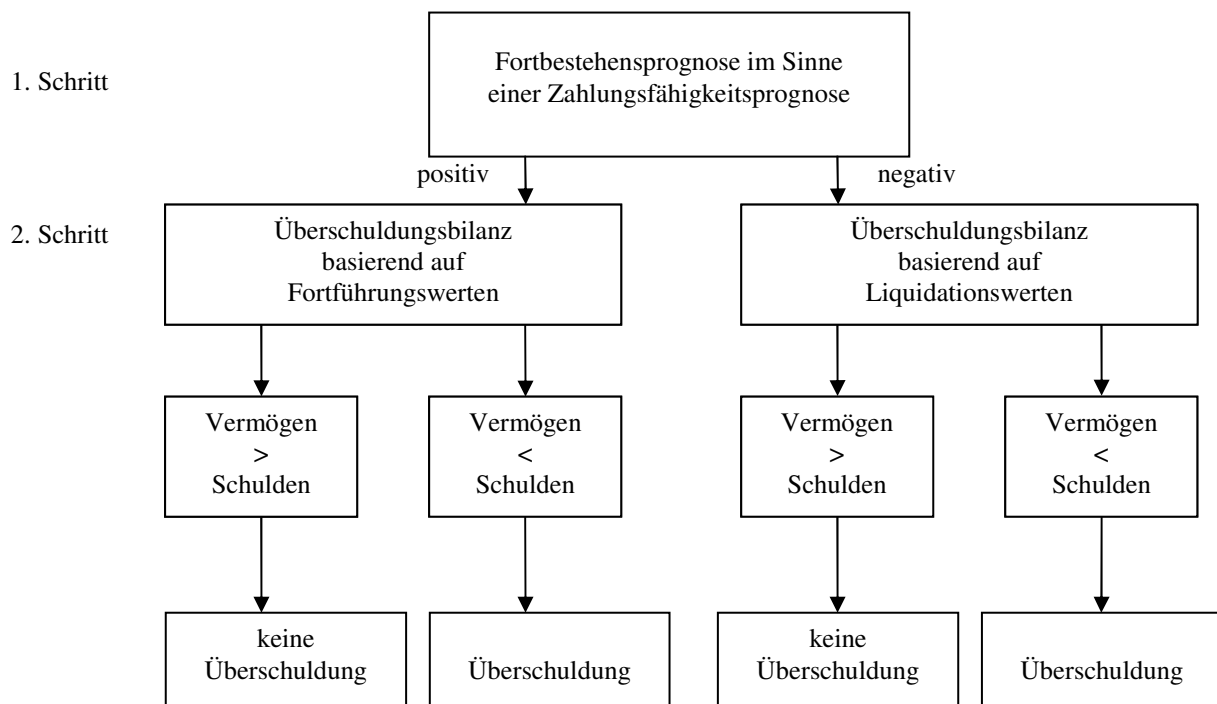 1. Schritt
Fortbestehensprognose im Sinne
einer Zahlungsfähigkeitsprognose
positiv
negativ
2. Schritt
Überschuldungsbilanz
basierend auf
Fortführungswerten
Überschuldungsbilanz
basierend auf
Liquidationswerten
Vermögen
>
Schulden
Vermögen
<
Schulden
Vermögen
>
Schulden
Vermögen
<
Schulden
keine
Überschuldung
Überschuldung
keine
Überschuldung
Überschuldung